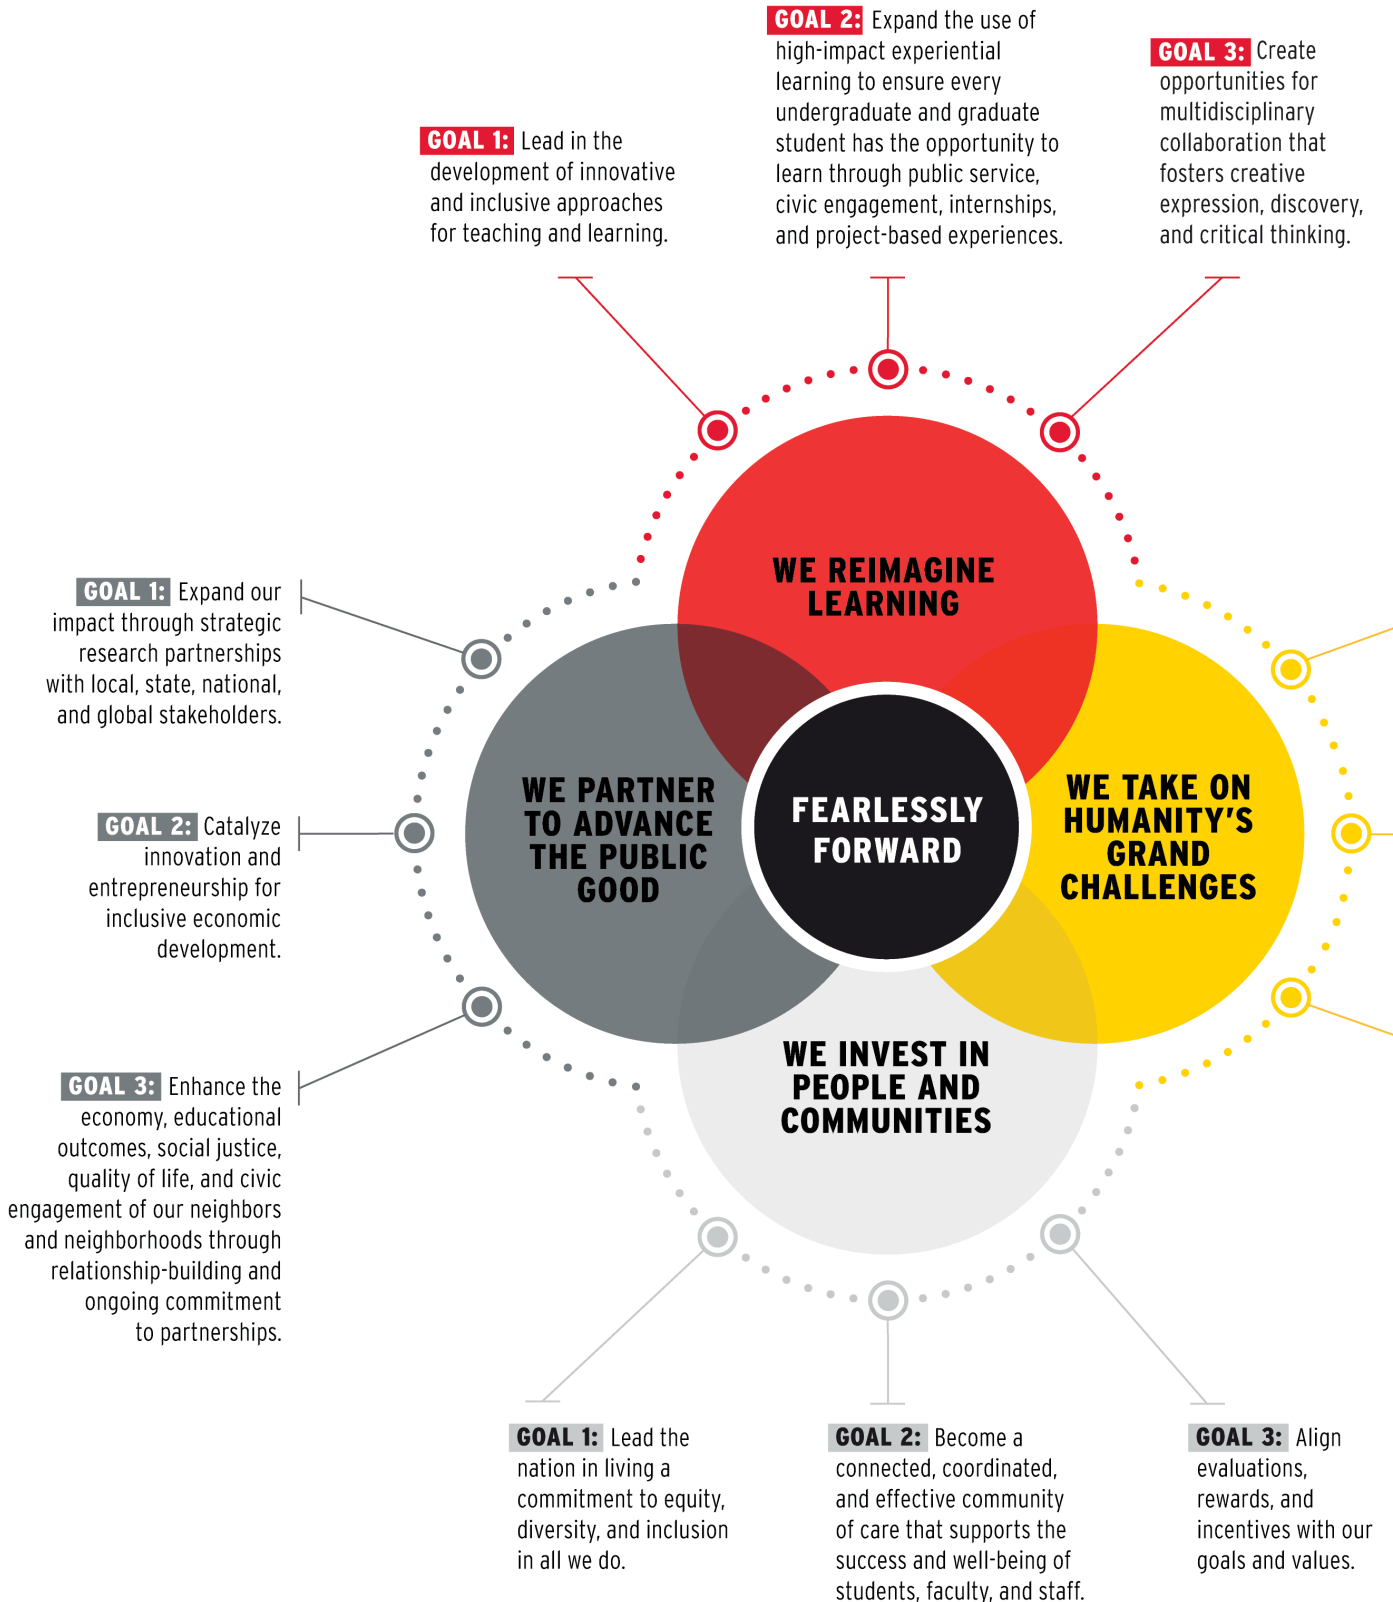 GOAL 1: Lead in the
development of innovative
and inclusive approaches
for teaching and learning.
GOAL 2: Expand the use of
high-impact experiential
learning to ensure every
undergraduate and graduate
student has the opportunity to
learn through public service,
civic engagement, internships,
and project-based experiences.
GOAL 3: Create
opportunities for
multidisciplinary
collaboration that
fosters creative
expression, discovery,
and critical thinking.
WE REIMAGINE
LEARNING
GOAL 1: Expand our
impact through strategic
research partnerships
with local, state, national,
and global stakeholders.
GOAL 2: Catalyze
innovation and
entrepreneurship for
inclusive economic
development.
GOAL 3: Enhance the
economy, educational
outcomes, social justice,
quality of life, and civic
engagement of our neighbors
and neighborhoods through
relationship-building and
ongoing commitment
to partnerships.
WE PARTNER
TO ADVANCE
THE PUBLIC
GOOD
FEARLESSLY
FORWARD
WE TAKE ON
HUMANITY'S
GRAND
CHALLENGES
WE INVEST IN
PEOPLE AND
COMMUNITIES
GOAL 1: Lead the
nation in living a
commitment to equity,
diversity, and inclusion
in all we do.
GOAL 2: Become a
connected, coordinated,
and effective community
of care that supports the
success and well-being of
students, faculty, and staff.
GOAL 3: Align
evaluations,
rewards, and
incentives with our
goals and values.